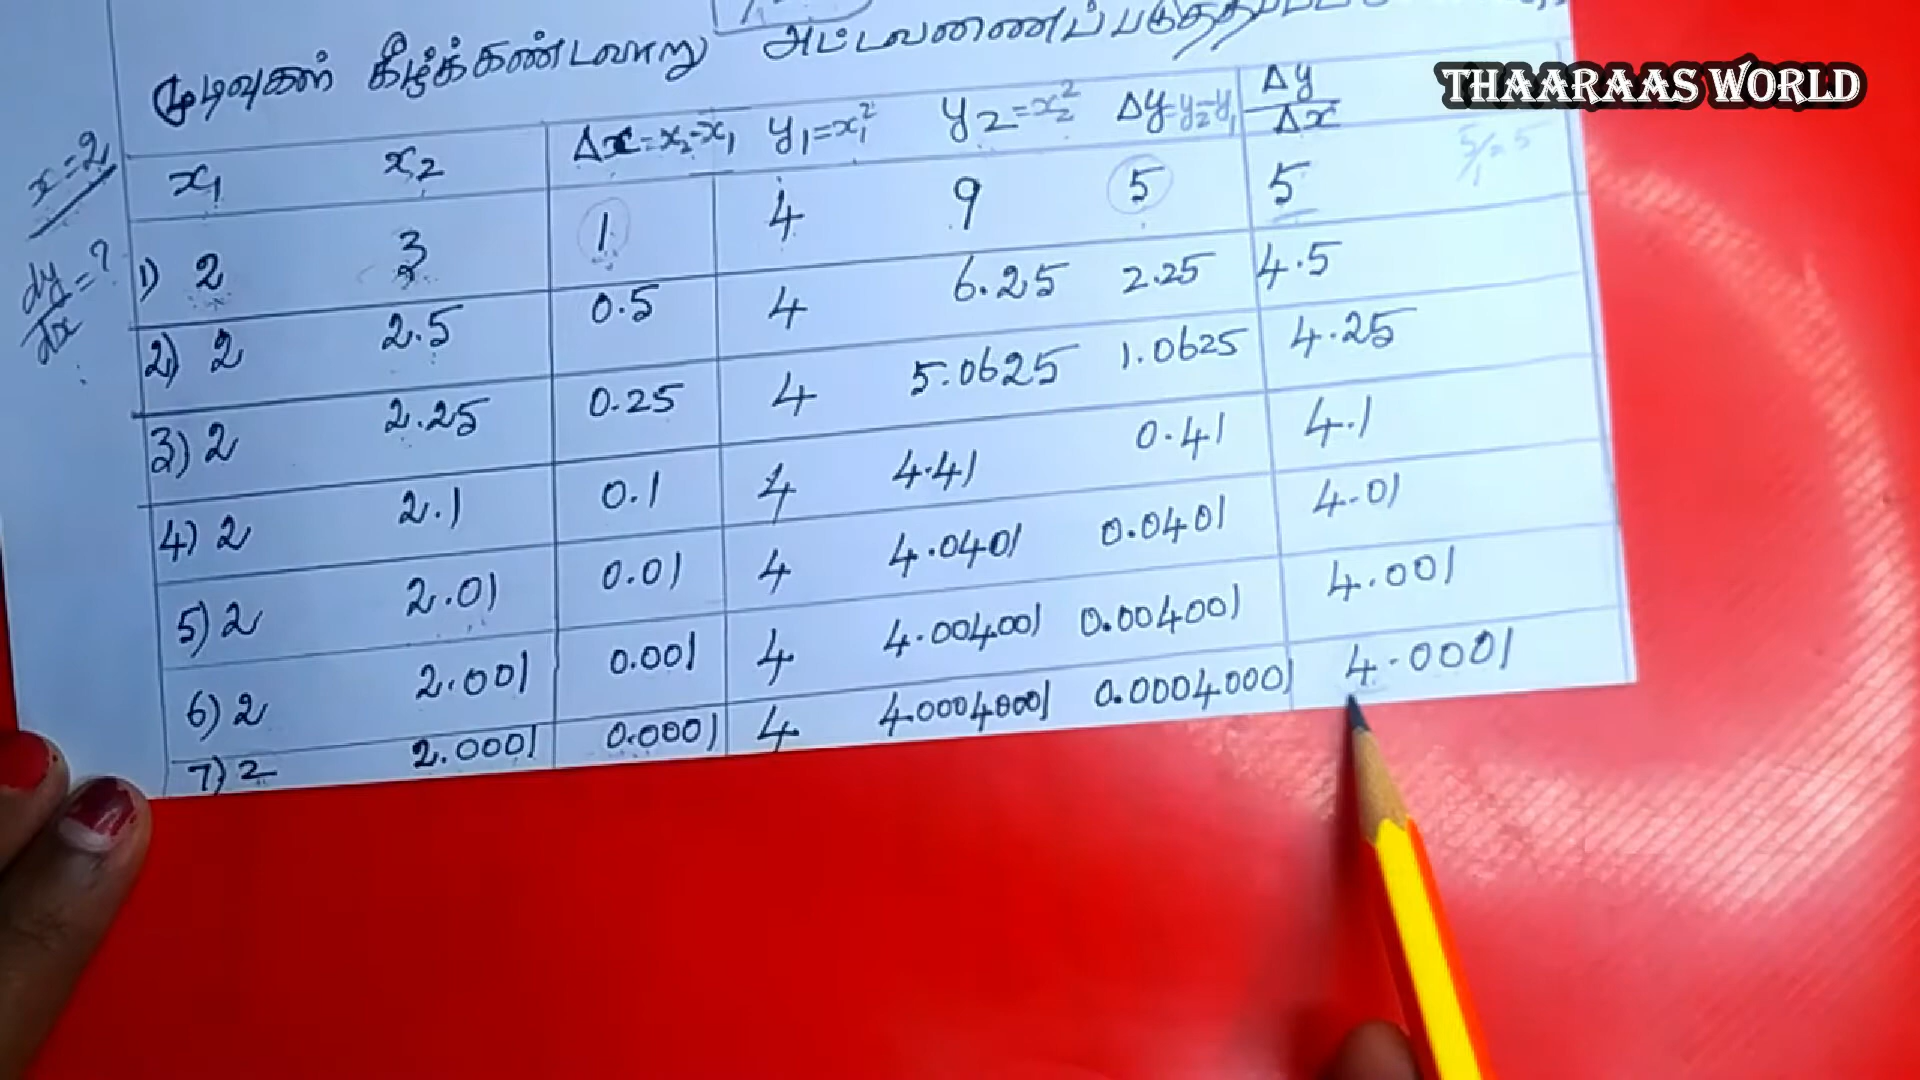 முடிவுகள் கீழ்க்கண்டவாறு அட்டவணைப்படுத்தப்பட்
THAARAAS WORLD
x=2
dy/dx = ?
x₁ x₂ Δx=x₂-x₁ y₁=x₁² y₂=x₂² Δy=y₂-y₁ Δy/Δx
1) 2 3 1 4 9 5 5 5/1=5
2) 2 2.5 0.5 4 6.25 2.25 4.5
3) 2 2.25 0.25 4 5.0625 1.0625 4.25
4) 2 2.1 0.1 4 4.41 0.41 4.1
5) 2 2.01 0.01 4 4.0401 0.0401 4.01
6) 2 2.001 0.001 4 4.004001 0.004001 4.001
7) 2 2.0001 0.0001 4 4.00040001 0.00040001 4.0001